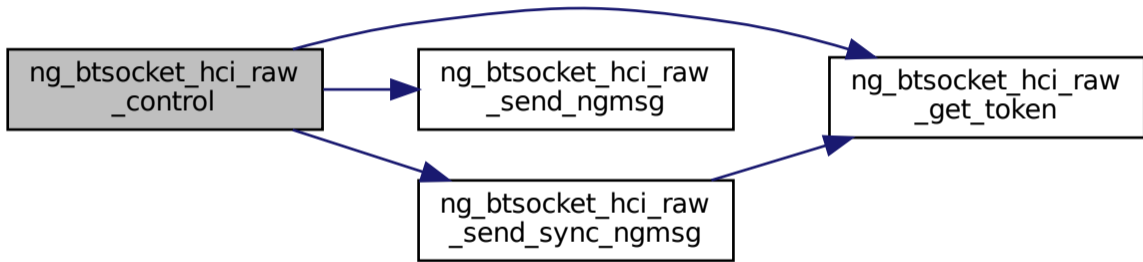 ng_btsocket_hci_raw
_control
ng_btsocket_hci_raw
_send_ngmsg
ng_btsocket_hci_raw
_get_token
ng_btsocket_hci_raw
_send_sync_ngmsg